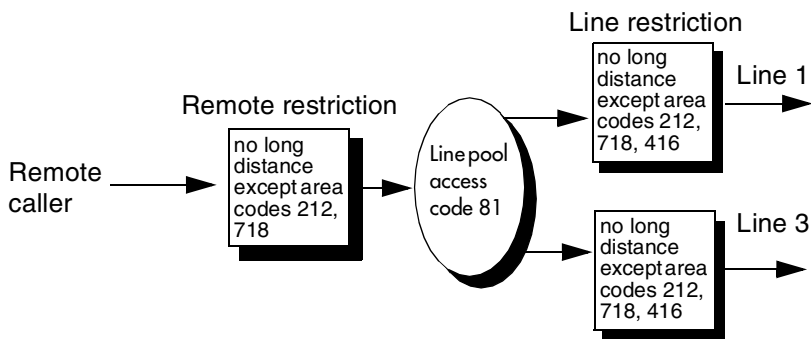 Line restriction
no long
distance
except area
codes 212,
718, 416
Line 1
Remote restriction
no long
distance
except area
codes 212,
718
Remote
caller
Line pool
access
code 81
no long
distance
except area
codes 212,
718, 416
Line 3